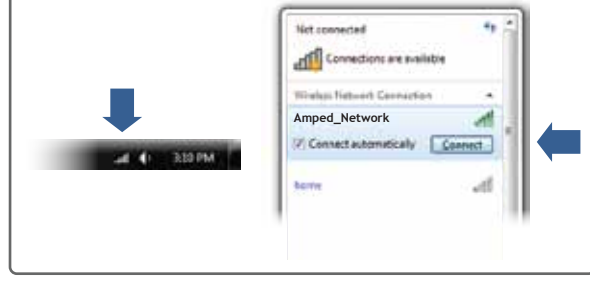 3:10 PM
Not connected
Connections are available
Wireless Network Connection
Amped_Network
Connect automatically
Connect
home